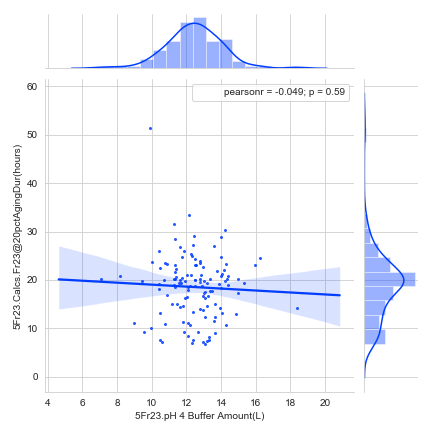 pearsonr = -0.049; p = 0.59
60
50
40
30
20
10
0
5Fr23.Calcs.Fr23@20pctAgingDur(hours)
4 6 8 10 12 14 16 18 20
5Fr23.pH 4 Buffer Amount(L)